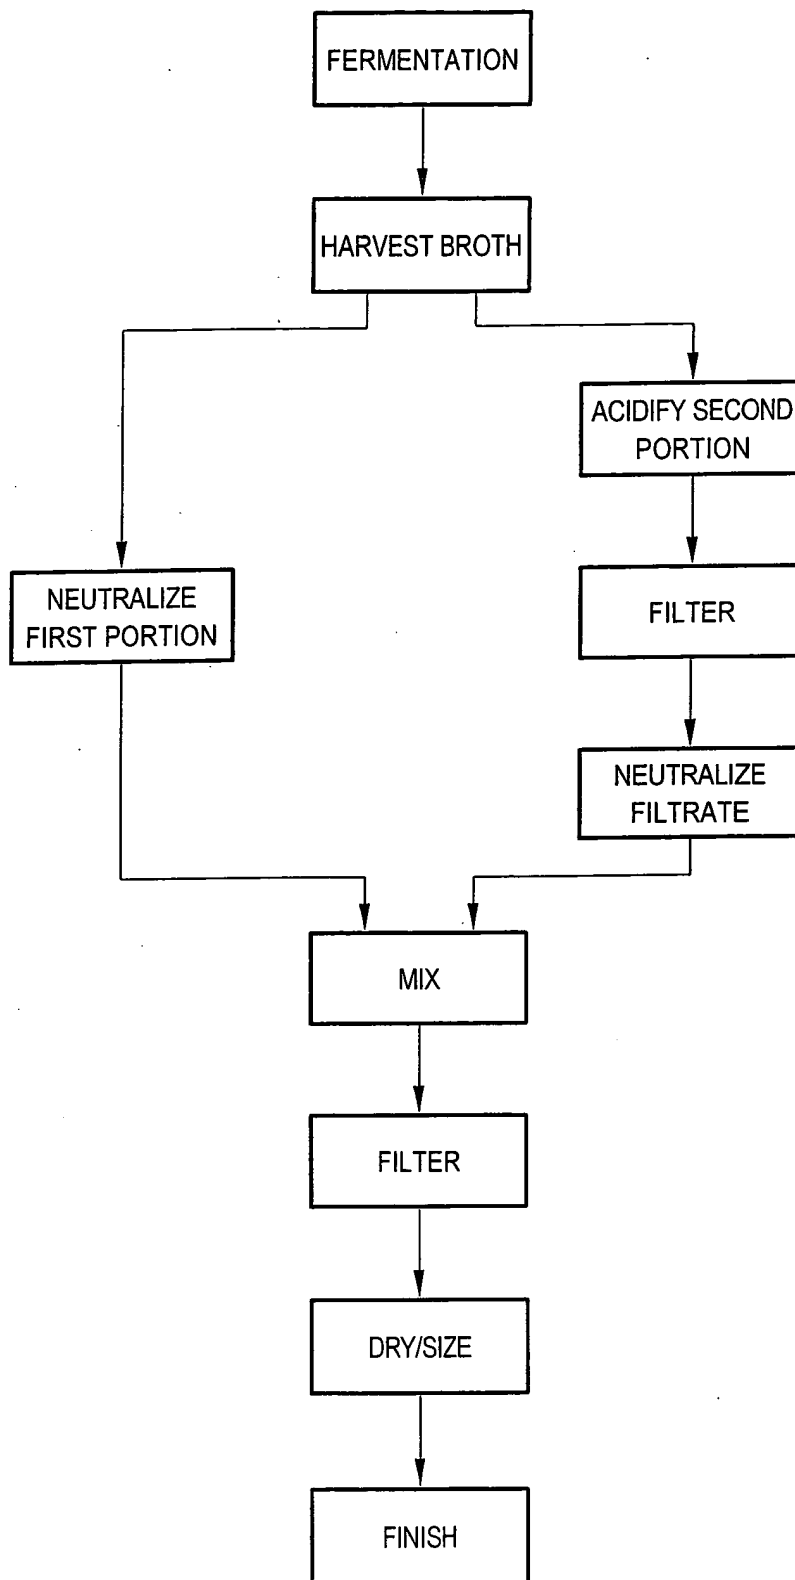 FERMENTATION
HARVEST BROTH
ACIDIFY SECOND
PORTION
NEUTRALIZE
FIRST PORTION
FILTER
NEUTRALIZE
FILTRATE
MIX
FILTER
DRY/SIZE
FINISH